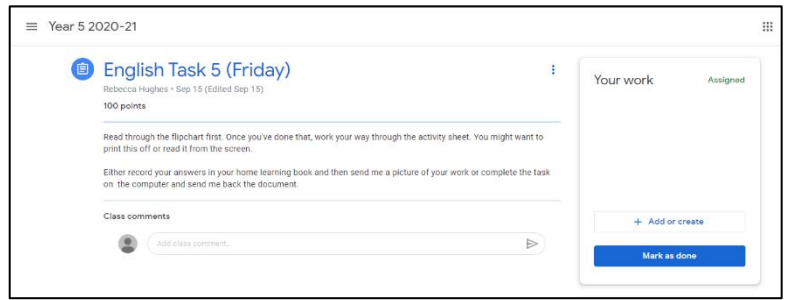 Year 5 2020-21
English Task 5 (Friday)
Rebecca Hughes • Sep 15 (Edited Sep 15)
100 points
Read through the flipchart first. Once you've done that, work your way through the activity sheet. You might want to
print this off or read it from the screen.
Either record your answers in your home learning book and then send me a picture of your work or complete the task
on the computer and send me back the document.
Class comments
Add class comment...
Your work
Assigned
+ Add or create
Mark as done